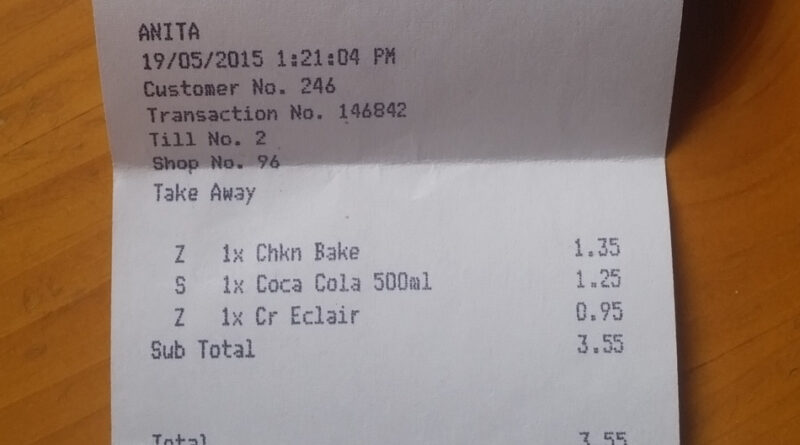 ANITA
19/05/2015 1:21:04 PM
Customer No. 246
Transaction No. 146842
Till No. 2
Shop No. 96
Take Away
Z 1x Chkn Bake 1.35
S 1x Coca Cola 500ml 1.25
Z 1x Cr Eclair 0.95
Sub Total 3.55
Total 3.55